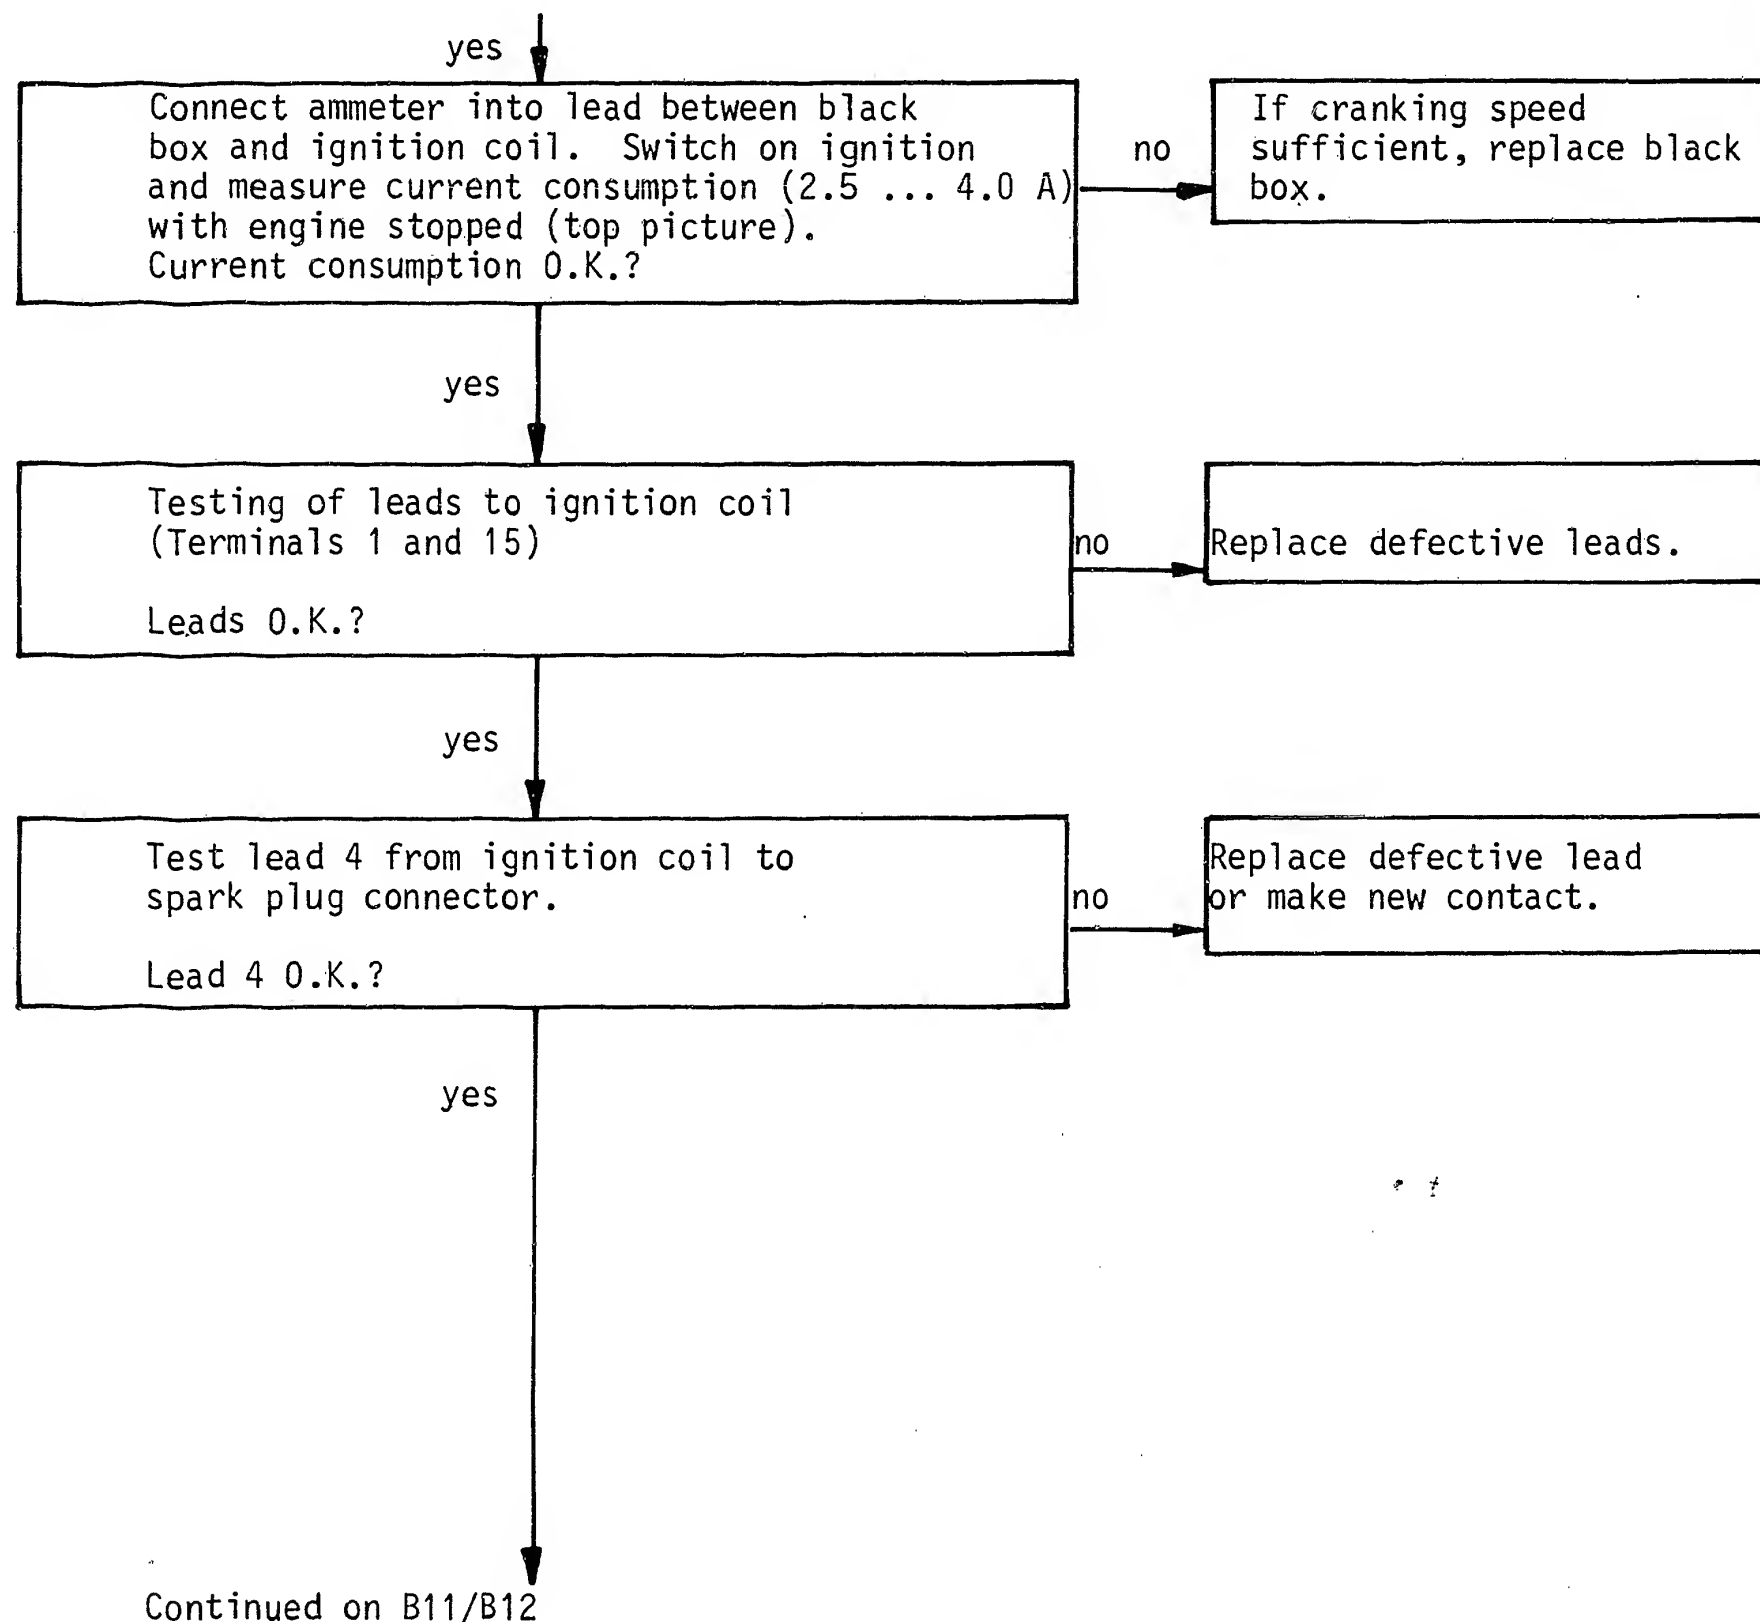 yes
Connect ammeter into lead between black
box and ignition coil. Switch on ignition
and measure current consumption (2.5 ... 4.0 A)
with engine stopped (top picture).
Current consumption O.K.?
no
If cranking speed
sufficient, replace black
box.
yes
Testing of leads to ignition coil
(Terminals 1 and 15)
Leads O.K.?
no
Replace defective leads.
yes
Test lead 4 from ignition coil to
spark plug connector.
Lead 4 O.K.?
no
Replace defective lead
or make new contact.
yes
Continued on B11/B12